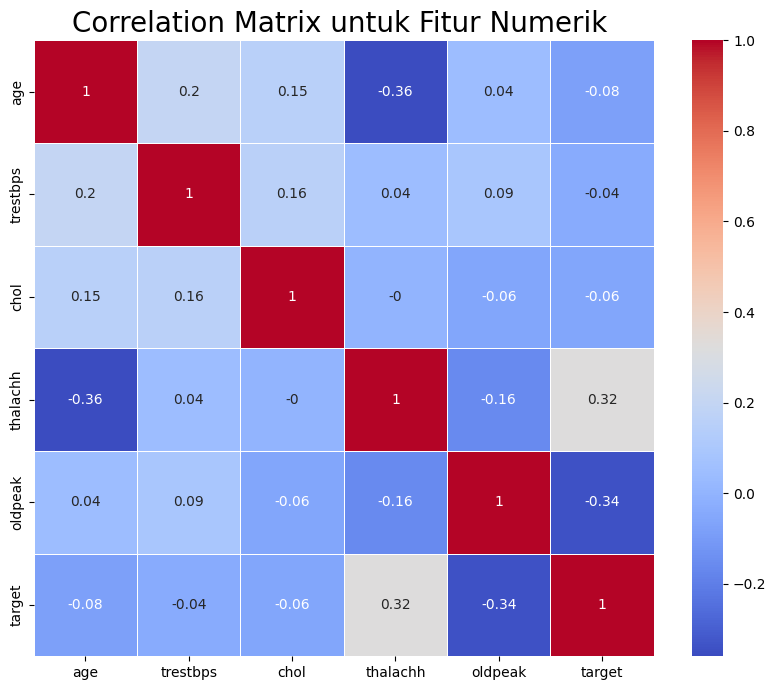 Correlation Matrix untuk Fitur Numerik
age 1 0.2 0.15 -0.36 0.04 -0.08
trestbps 0.2 1 0.16 0.04 0.09 -0.04
chol 0.15 0.16 1 -0 -0.06 -0.06
thalachh -0.36 0.04 -0 1 -0.16 0.32
oldpeak 0.04 0.09 -0.06 -0.16 1 -0.34
target -0.08 -0.04 -0.06 0.32 -0.34 1
age trestbps chol thalachh oldpeak target
1.0
0.8
0.6
0.4
0.2
0.0
−0.2